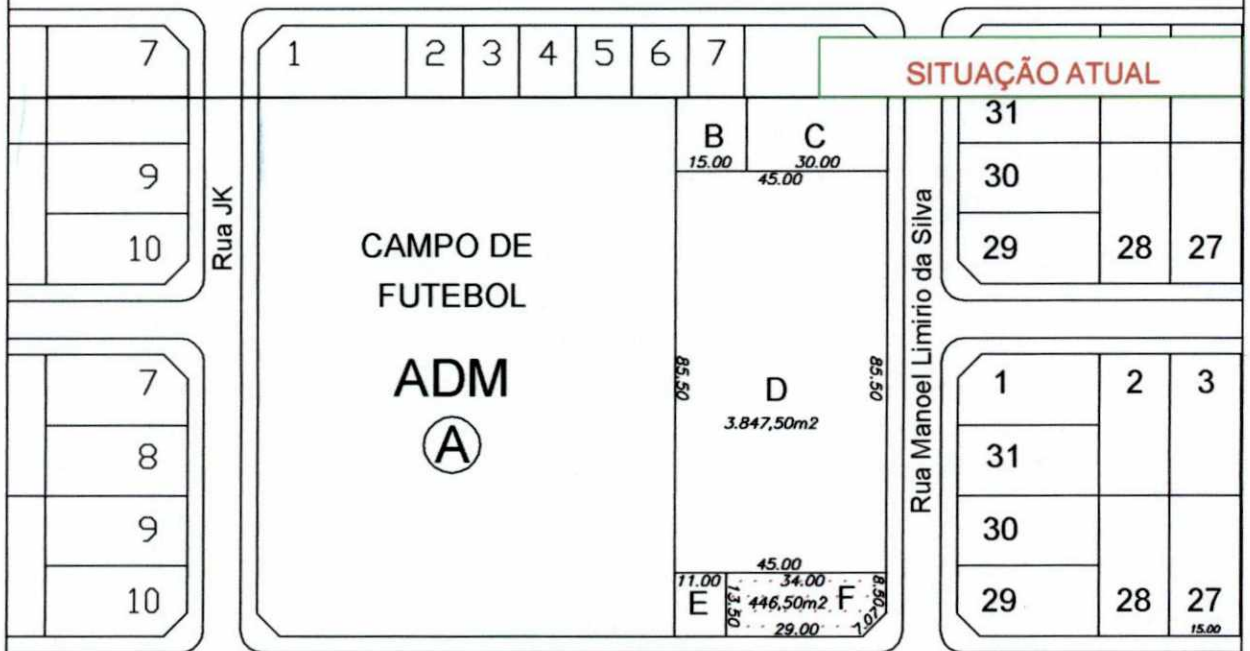 7 1 2 3 4 5 6 7 SITUAÇÃO ATUAL
31
B C
15.00 30.00
45.00
9 30
10 29 28 27
Rua JK
CAMPO DE
FUTEBOL
ADM
A
85.50 85.50
D
3.847,50m2
Rua Manoel Limirio da Silva
7 1 2 3
8 31
9 30
10 29 28 27
15.00
45.00
11.00 34.00 8.50
E 13.50 446,50m2 F
29.00 7.07